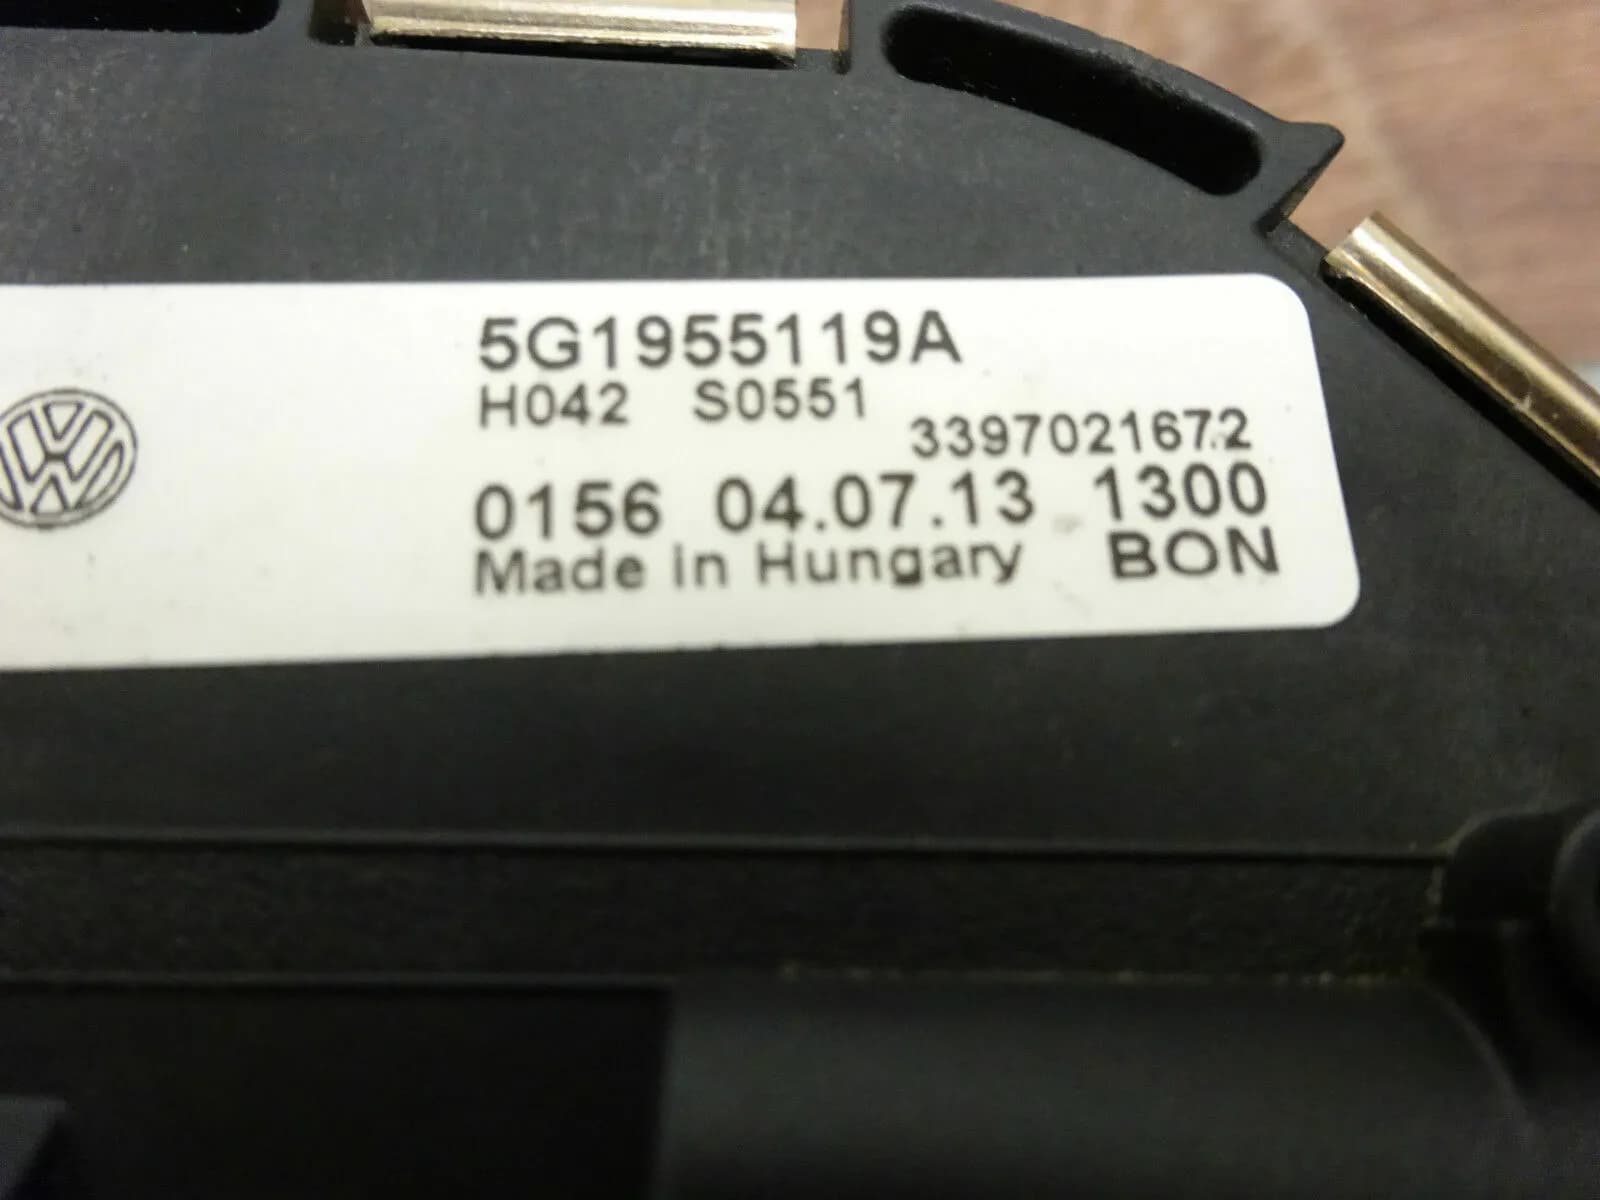 5G1955119A
H042 S0551
3397021672
0156 04.07.13 1300
Made in Hungary BON